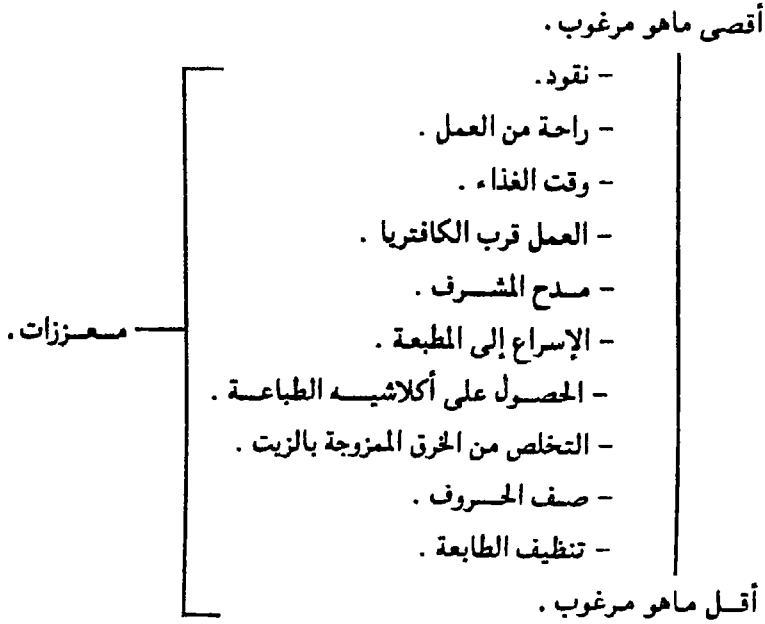 أقصى ماهو مرغوب.
- نقود.
- راحة من العمل.
- وقت الغذاء.
- العمل قرب الكافتريا.
- مدح المشرف.
- الإسراع إلى المطبعة.
معززات.
- الحصول على أكلاشيه الطباعة.
- التخلص من الخرق الممزوجة بالزيت.
- صف الحروف.
- تنظيف الطابعة.
أقل ماهو مرغوب.